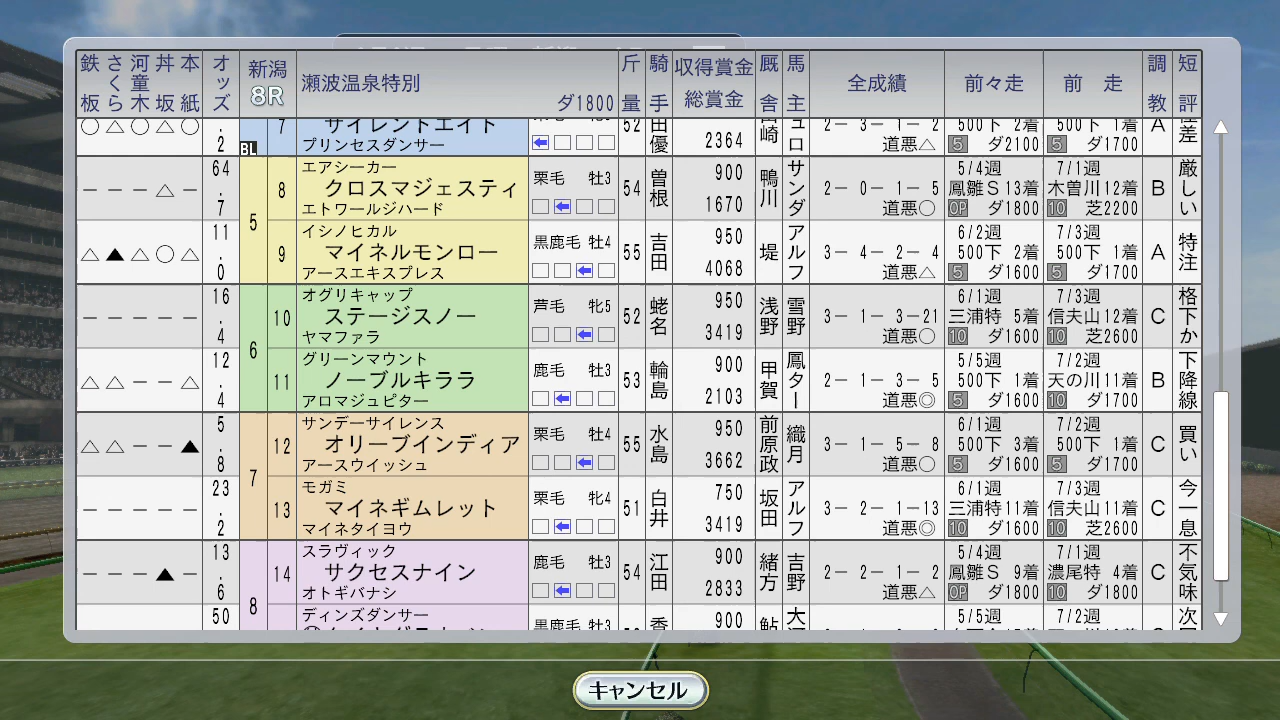 鉄板 さくら 河童木 丼坂 本紙 オッズ 新潟 8R 瀬波温泉特別 ダ1800 斤量 騎手 収得賞金 総賞金 厩舎 馬主 全成績 前々走 前走 調教 短評
○ △ ○ △ ○ .2 BL 7 サイレントエイト プリンセスダンサー 52 田優 2364 崎 ュロ 2－ 3－ 1－ 2 道悪△ 500下 2着 5 ダ2100 500下 1着 5 ダ1700 A 差
－ － － △ － 64.7 5 8 エアシーカー クロスマジェスティ エトワールジハード 栗毛 牡3 54 曽根 900 1670 鴨川 サンダ 2－ 0－ 1－ 5 道悪○ 5/4週 鳳雛S 13着 OP ダ1800 7/1週 木曽川12着 10 芝2200 B 厳しい
△ ▲ △ ○ △ 11.0 9 イシノヒカル マイネルモンロー アースエキスプレス 黒鹿毛 牡4 55 吉田 950 4068 堤 アルフ 3－ 4－ 2－ 4 道悪△ 6/2週 500下 2着 5 ダ1600 7/3週 500下 1着 5 ダ1700 A 特注
－ － － － － 16.4 6 10 オグリキャップ ステージスノー ヤマファラ 芦毛 牝5 52 蛯名 950 3419 浅野 雪野 3－ 1－ 3－21 道悪○ 6/1週 三浦特 5着 10 ダ1600 7/3週 信夫山12着 10 芝2600 C 格下か
△ △ － － △ 12.4 11 グリーンマウント ノーブルキララ アロマジュピター 鹿毛 牡3 53 輪島 900 2103 甲賀 鳳ター 2－ 1－ 3－ 5 道悪◎ 5/5週 500下 1着 5 ダ1600 7/2週 天の川11着 10 ダ1700 B 下降線
△ △ － － ▲ 5.8 7 12 サンデーサイレンス オリーブインディア アースウイッシュ 栗毛 牡4 55 水島 950 3662 前原政 織月 3－ 1－ 5－ 8 道悪○ 6/1週 500下 3着 5 ダ1600 7/2週 500下 1着 5 ダ1700 C 買い
－ － － － － 23.2 13 モガミ マイネギムレット マイネタイヨウ 栗毛 牝4 51 白井 750 3419 坂田 アルフ 3－ 2－ 1－13 道悪◎ 6/1週 三浦特11着 10 ダ1600 7/3週 信夫山11着 10 芝2600 C 今一息
－ － － ▲ － 13.6 8 14 スラヴィック サクセスナイン オトギバナシ 鹿毛 牡3 54 江田 900 2833 緒方 吉野 2－ 2－ 1－ 2 道悪△ 5/4週 鳳雛S 9着 OP ダ1800 7/1週 濃尾特 4着 10 ダ1800 C 不気味
50 ディンズダンサー 黒鹿毛 牡3 900 鮎 大 5/5週 7/2週 次
キャンセル